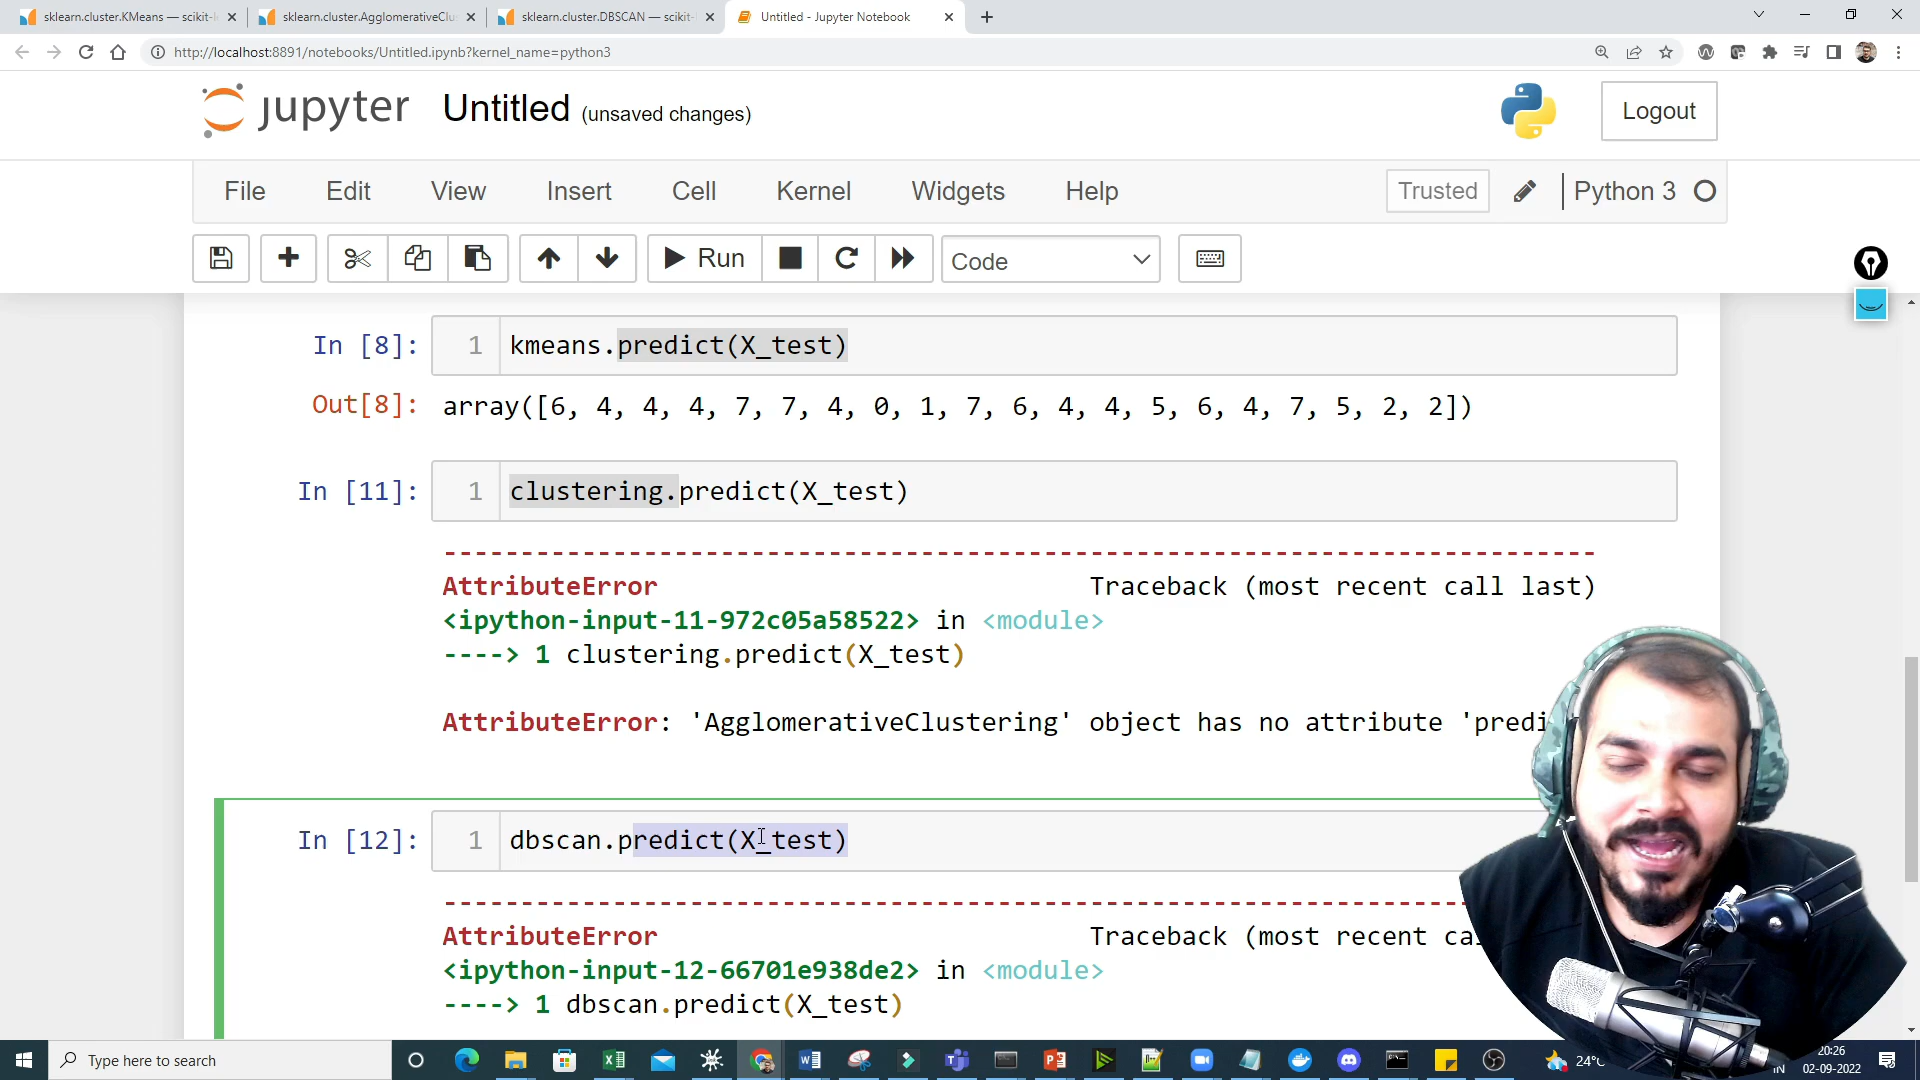 sklearn.cluster.KMeans — scikit-l
sklearn.cluster.AgglomerativeClus
sklearn.cluster.DBSCAN — scikit-
Untitled - Jupyter Notebook
http://localhost:8891/notebooks/Untitled.ipynb?kernel_name=python3
jupyter Untitled (unsaved changes)
Logout
File Edit View Insert Cell Kernel Widgets Help
Trusted
Python 3
Run
Code
In [8]: 1 kmeans.predict(X_test)
Out[8]: array([6, 4, 4, 4, 7, 7, 4, 0, 1, 7, 6, 4, 4, 5, 6, 4, 7, 5, 2, 2])
In [11]: 1 clustering.predict(X_test)
---------------------------------------------------------------------------
AttributeError Traceback (most recent call last)
<ipython-input-11-972c05a58522> in <module>
----> 1 clustering.predict(X_test)
AttributeError: 'AgglomerativeClustering' object has no attribute 'predi
In [12]: 1 dbscan.predict(X_test)
-------------------------------------------------------------------
AttributeError Traceback (most recent ca
<ipython-input-12-66701e938de2> in <module>
----> 1 dbscan.predict(X_test)
Type here to search
24°C
IN
20:26
02-09-2022